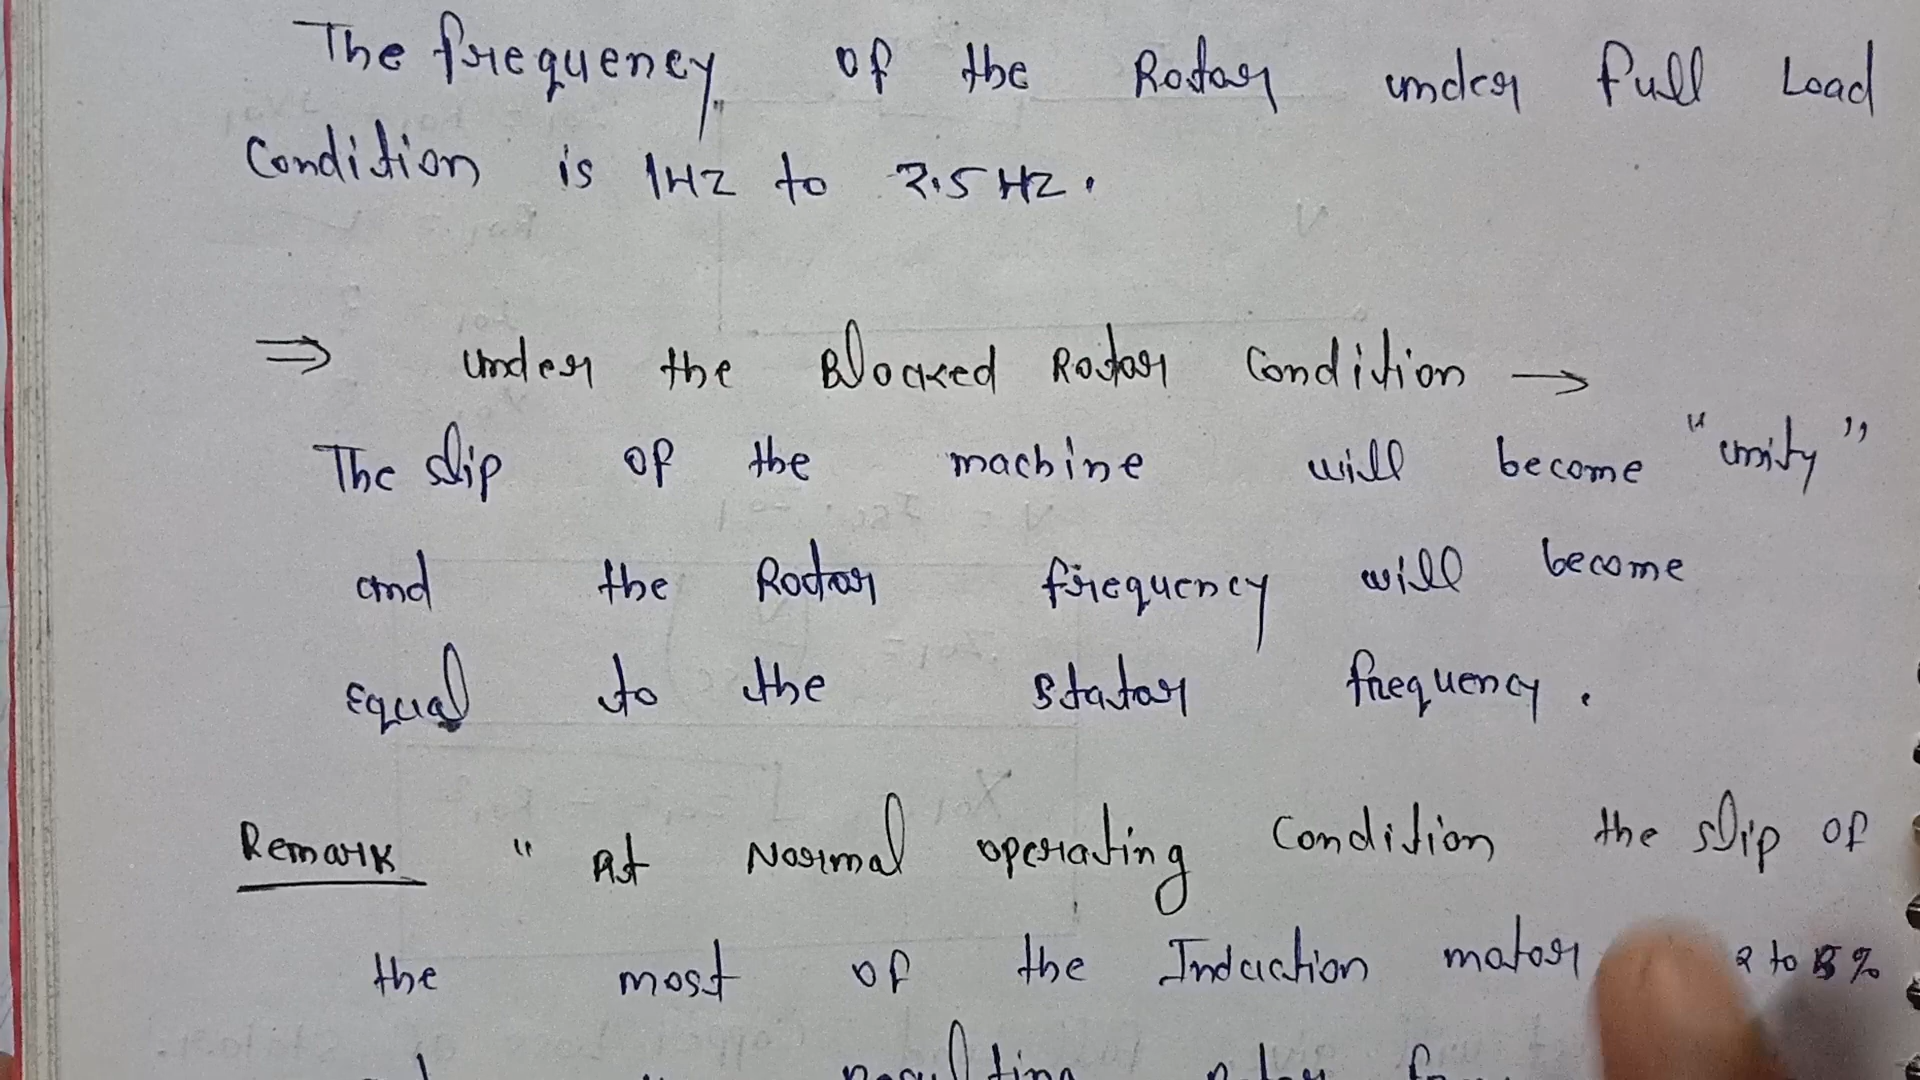 The frequency of the Rotor under full Load
Condition is 1HZ to 2.5 HZ.
⇒ under the Blocked Rotor Condition →
The slip of the machine will become "unity"
and the Rotor frequency will become
Equal to the stator frequency.
Remark " At Normal operating Condition the slip of
the most of the Induction motor 2 to 5%